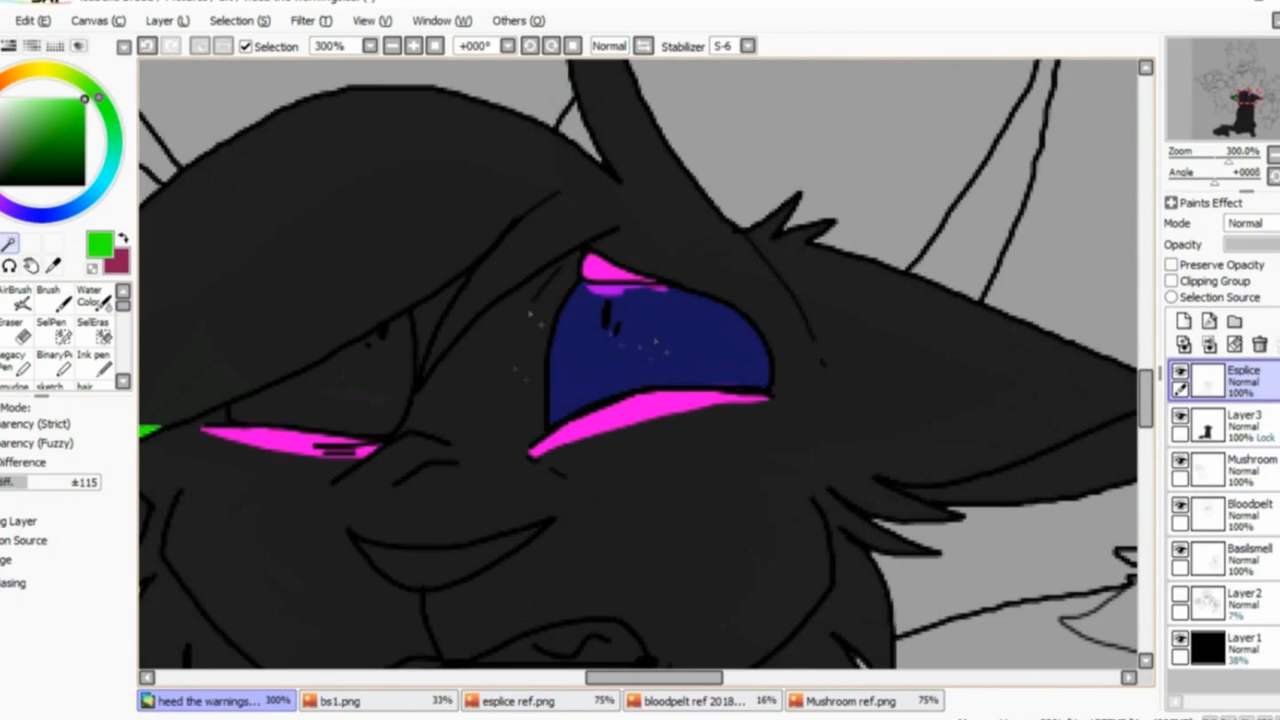 Edit (E) Canvas (C) Layer (L) Selection (S) Filter (T) View (V) Window (W) Others (O)
Selection 300% +000° Normal Stabilizer S-6
Zoom 300.0%
Angle +000ß
Paints Effect
Mode Normal
Opacity
Preserve Opacity
Clipping Group
Selection Source
AirBrush Brush Water Color
Eraser SelPen SelEras
Legacy Pen BinaryPe Ink pen
smudge sketch hair
Mode:
arency (Strict)
arency (Fuzzy)
Difference
iff. ±115
g Layer
on Source
ge
iasing
Esplice
Normal
100%
Layer3
Normal
100% Lock
Mushroom
Normal
100%
Bloodpelt
Normal
100%
Basilsmell
Normal
100%
Layer2
Normal
7%
Layer1
Normal
38%
heed the warnings... 300% bs1.png 33% esplice ref.png 75% bloodpelt ref 2018... 16% Mushroom ref.png 75%